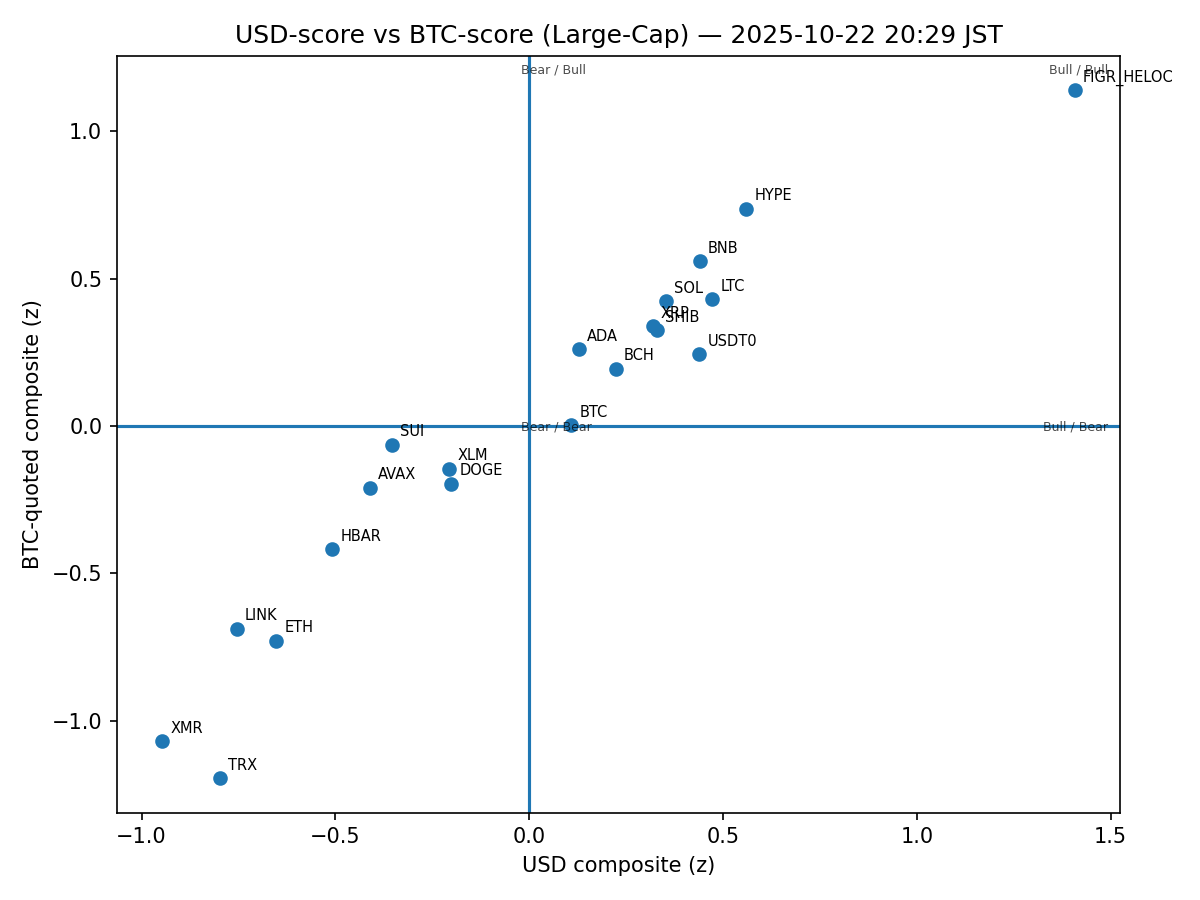 USD-score vs BTC-score (Large-Cap) — 2025-10-22 20:29 JST
Bear / Bull
Bull / Bull
FIGR_HELOC
1.0
HYPE
BNB
0.5
SOL
LTC
XRP
SHIB
ADA
USDT0
BCH
BTC
0.0
Bear / Bear
Bull / Bear
SUI
XLM
DOGE
AVAX
HBAR
−0.5
LINK
ETH
−1.0
XMR
TRX
BTC-quoted composite (z)
−1.0
−0.5
0.0
0.5
1.0
1.5
USD composite (z)